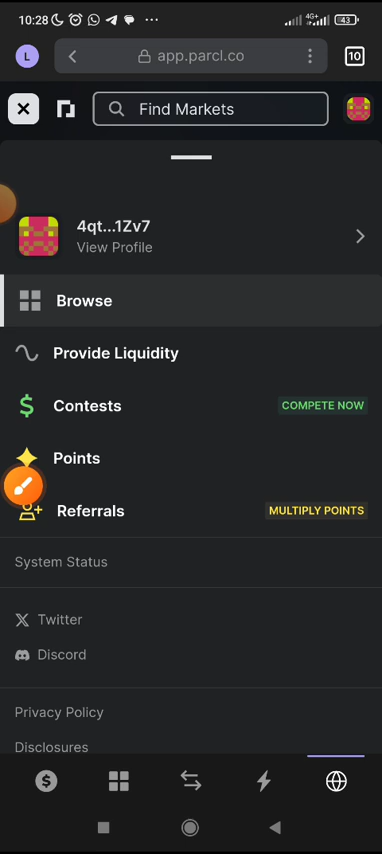 10:28
4G+
43
L
app.parcl.co
10
Find Markets
4qt...1Zv7
View Profile
Browse
Provide Liquidity
Contests
COMPETE NOW
Points
Referrals
MULTIPLY POINTS
System Status
Twitter
Discord
Privacy Policy
Disclosures